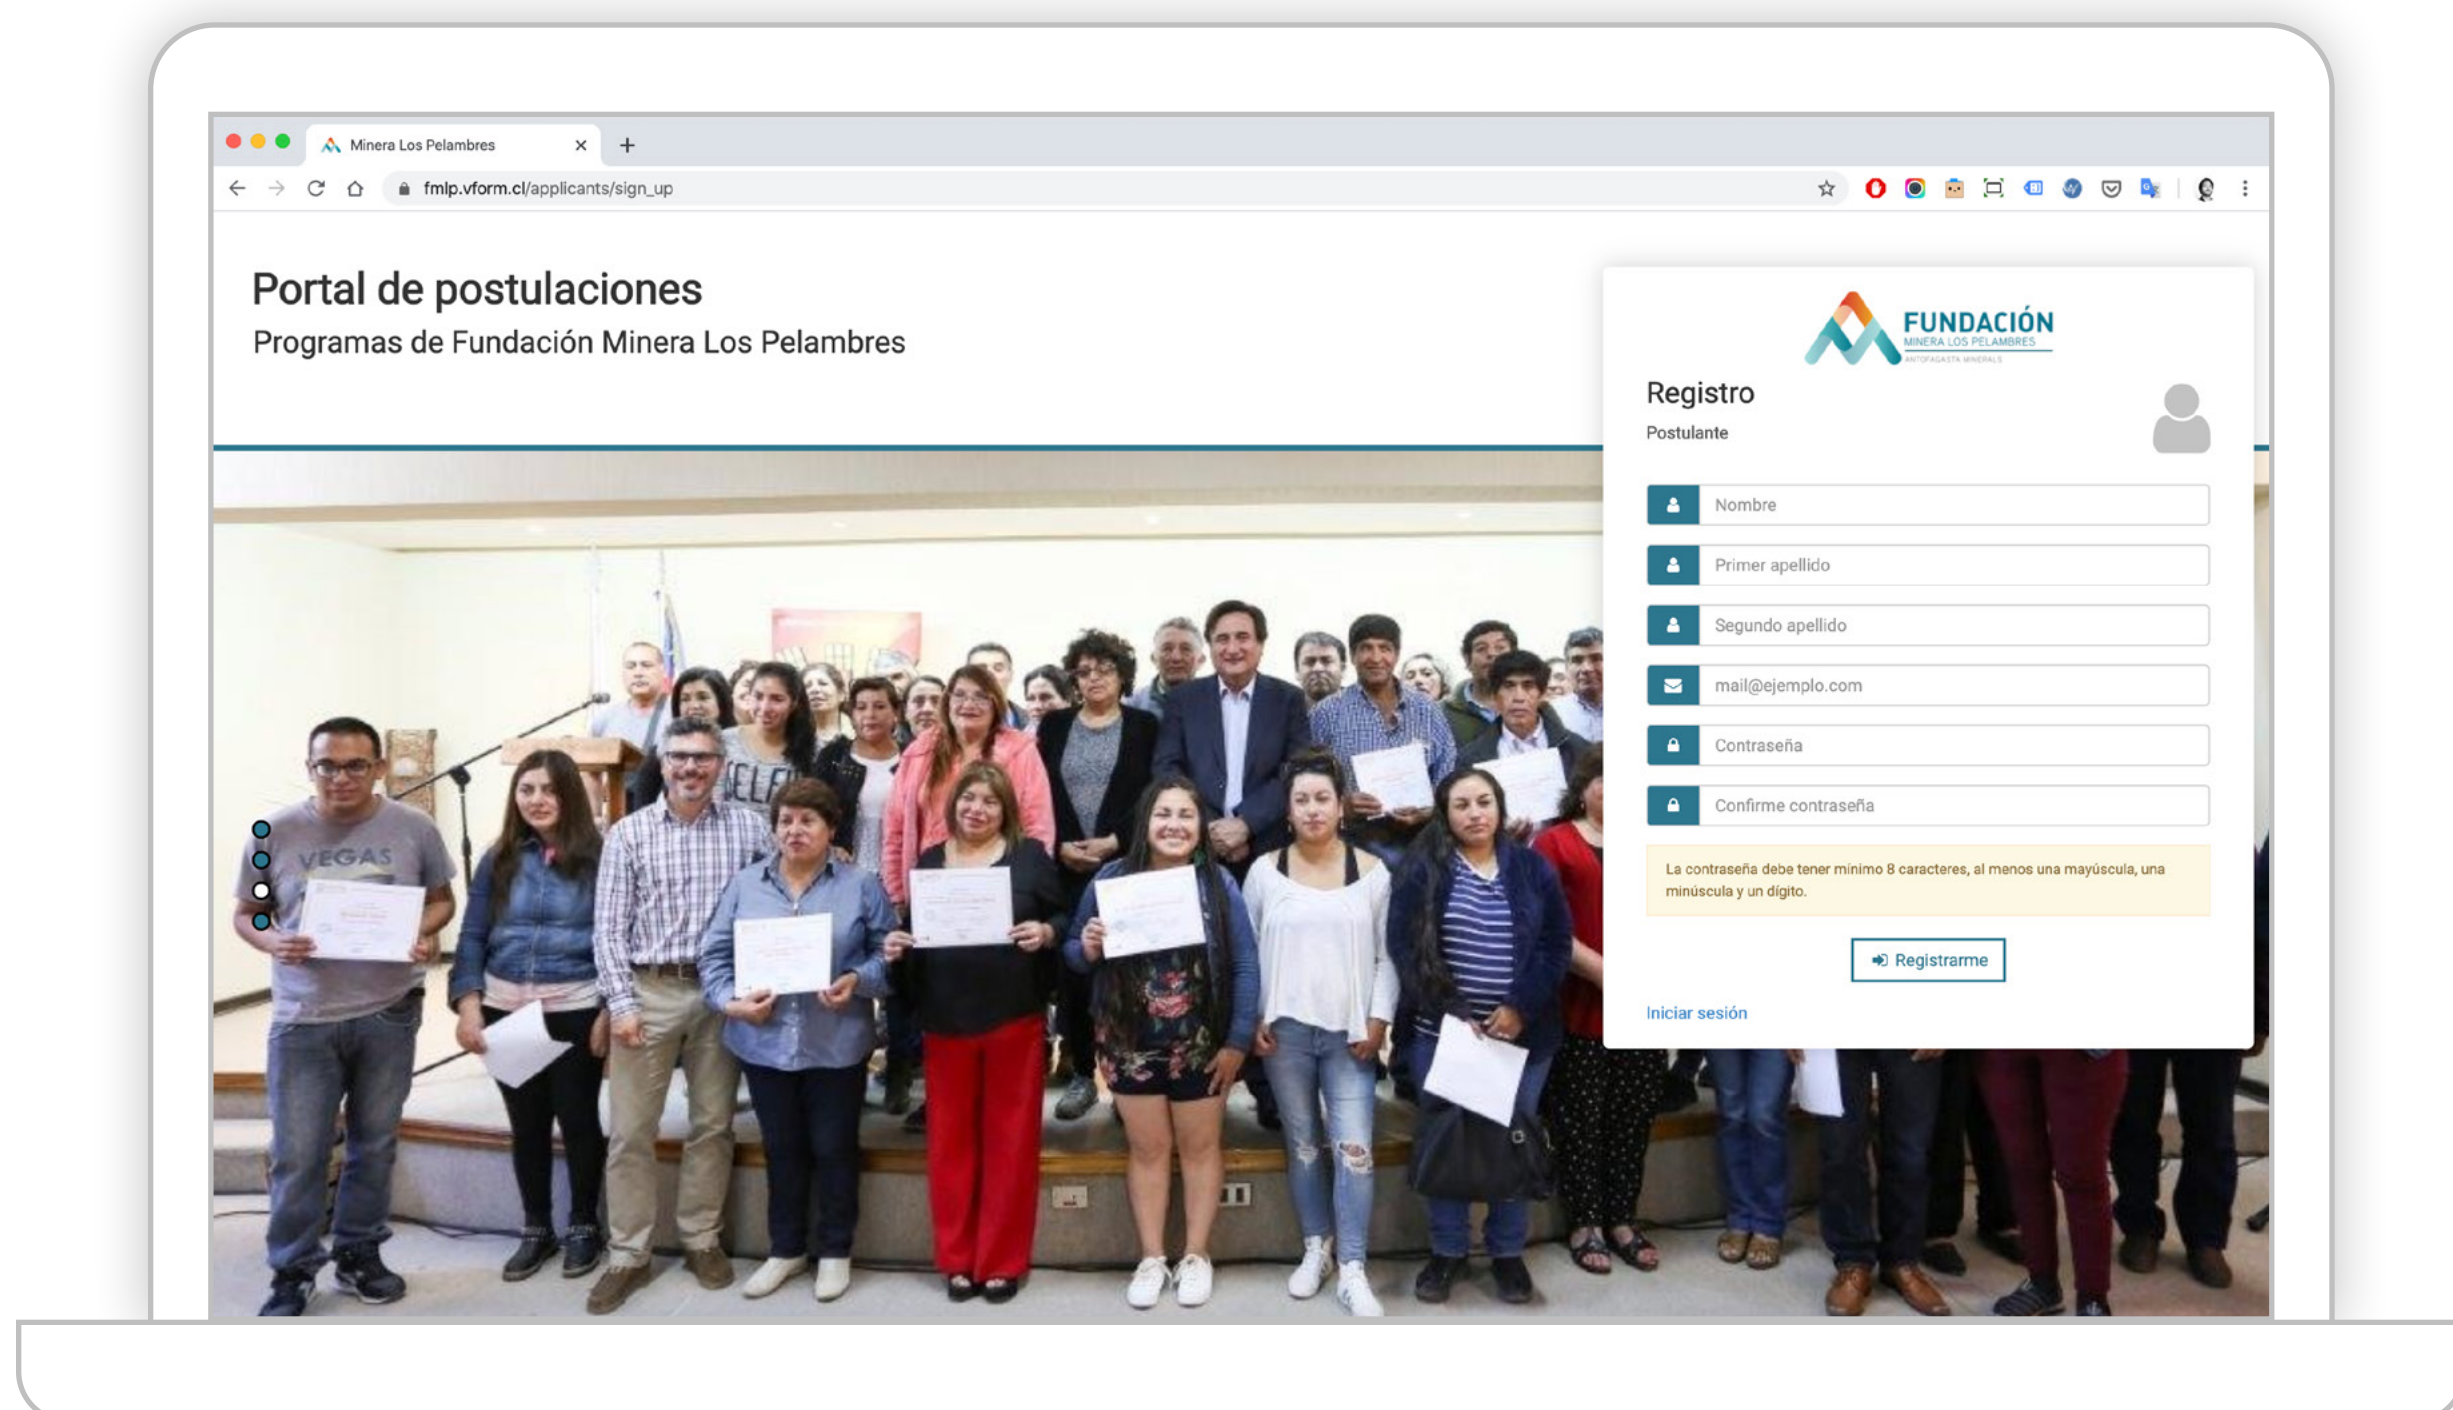 Minera Los Pelambres
fmlp.vform.cl/applicants/sign_up
Portal de postulaciones
Programas de Fundación Minera Los Pelambres
FUNDACIÓN
MINERA LOS PELAMBRES
ANTOFAGASTA MINERALS
Registro
Postulante
Nombre
Primer apellido
Segundo apellido
mail@ejemplo.com
Contraseña
Confirme contraseña
La contraseña debe tener mínimo 8 caracteres, al menos una mayúscula, una
minúscula y un dígito.
Registrarme
Iniciar sesión
VEGAS